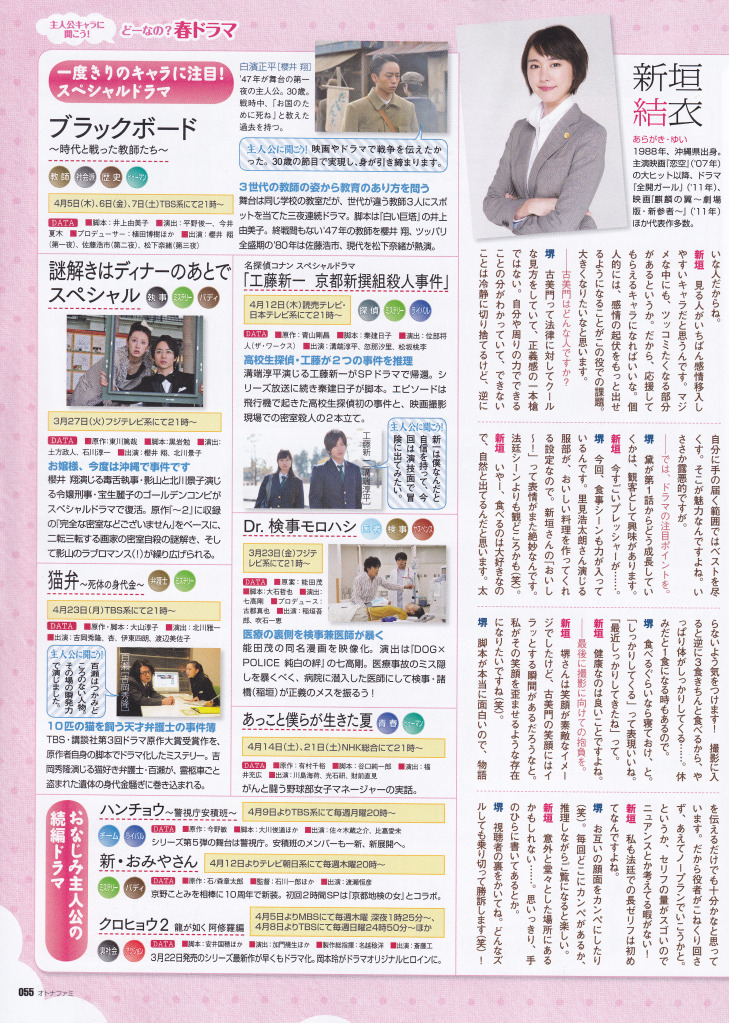 主人公キャラに
聞こう!
どーなの?春ドラマ
一度きりのキャラに注目!
スペシャルドラマ
ブラックボード
〜時代と戦った教師たち〜
教師 社会派 歴史 ヒューマン
4月5日(木)、6日(金)、7日(土)TBS系にて21時〜
DATA ■脚本:井上由美子 ■演出:平野俊一、今井
夏木 ■プロデューサー:植田博樹ほか ■出演:櫻井 翔
(第一夜)、佐藤浩市(第二夜)、松下奈緒(第三夜)
白濱正平[櫻井 翔]
'47年が舞台の第一
夜の主人公。30歳。
戦時中、「お国のた
めに死ね」と教えた
過去を持つ。
主人公に聞こう! 映画やドラマで戦争を伝えたか
った。30歳の節目で実現し、身が引き締まります。
3世代の教師の姿から教育のあり方を問う
舞台は同じ学校の教室だが、世代が違う教師3人にスポ
ットを当てた三夜連続ドラマ。脚本は「白い巨塔」の井上
由美子。終戦間もない'47年の教師を櫻井 翔、ツッパリ
全盛期の'80年は佐藤浩市、現代を松下奈緒が熱演。
謎解きはディナーのあとで
スペシャル
執事 ミステリー バディ
3月27日(火)フジテレビ系にて21時〜
DATA ■原作:東川篤哉 ■脚本:黒岩勉 ■演出:
土方政人、石川淳一 ■出演:櫻井 翔、北川景子
お嬢様、今度は沖縄で事件です
櫻井 翔演じる毒舌執事・影山と北川景子演じ
る令嬢刑事・宝生麗子のゴールデンコンビが
スペシャルドラマで復活。原作『〜2』に収録
の『完全な密室などございません』をベースに、
二転三転する画家の密室自殺の謎解き、そ
して影山のラブロマンス(!)が繰り広げられる。
名探偵コナン スペシャルドラマ
「工藤新一 京都新撰組殺人事件」
4月12日(木)読売テレビ・
日本テレビ系にて21時〜
探偵 ミステリー ライバル
DATA ■原作:青山剛昌 ■脚本:秦建日子 ■演出:位部将
人(ザ・ワークス) ■出演:溝端淳平、忽那汐里、松坂桃李
高校生探偵・工藤が2つの事件を推理
溝端淳平演じる工藤新一がSPドラマで帰還。シリ
ーズ放送に続き秦建日子が脚本。エピソードは
飛行機で起きた高校生探偵初の事件と、映画撮影
現場での密室殺人の2本立て。
主人公に聞こう!
新一は僕なんだと
自信を持って、今
回は演技面で冒
険に出てみたい。
工藤新一[溝端淳平]
猫弁〜死体の身代金〜
弁護士 ミステリー
4月23日(月)TBS系にて21時〜
DATA ■原作・脚本:大山淳子 ■出演:北川雅一
■出演:吉岡秀隆、杏、伊東四朗、渡辺美佐子
主人公に聞こう!
百瀬はつかみど
ころのない人物。
その場の瞬発力
で演じました。
百瀬[吉岡秀隆]
10匹の猫を飼う天才弁護士の事件簿
TBS・講談社第3回ドラマ原作大賞受賞作を、
原作者自身の脚本でドラマ化したミステリー。吉
岡秀隆演じる猫好き弁護士・百瀬が、霊柩車ごと
盗まれた遺体の身代金騒ぎに巻き込まれる。
Dr. 検事モロハシ
医者 検事 サスペンス
3月23日(金)フジテレ
ビ系にて21時〜
DATA ■原案:能田茂
■脚本:大石哲也 ■演出:
七高剛 ■プロデュース:
古郡真也 ■出演:稲垣吾
郎、吹石一恵
医療の裏側を検事兼医師が暴く
能田茂の同名漫画を映像化。演出は『DOG×
POLICE 純白の絆』の七高剛。医療事故のミス隠
しを暴くべく、病院に潜入した医師にして検事・諸
橋(稲垣)が正義のメスを振るう!
あっこと僕らが生きた夏
青春 ヒューマン
4月14日(土)、21日(土)NHK総合にて21時〜
DATA ■原作:有村千裕 ■脚本:谷口純一郎 ■演出:福
井充広 ■出演:川島海荷、光石研、財前直見
がんと闘う野球部女子マネージャーの実話。
おなじみ主人公の
続編ドラマ
ハンチョウ〜警視庁安積班〜
4月9日よりTBS系にて毎週月曜20時〜
チーム ライバル
DATA ■原作:今野敏 ■脚本:大川俊道ほか ■出演:佐々木蔵之介、比嘉愛未
シリーズ第5弾の舞台は警視庁。安積班のメンバーも一新、新展開へ。
新・おみやさん
4月12日よりテレビ朝日系にて毎週木曜20時〜
ミステリー バディ
DATA ■原作:石ノ森章太郎 ■監督:石川一郎ほか ■出演:渡瀬恒彦
京野ことみを相棒に10周年で新装。初回2時間SPは『京都地検の女』とコラボ。
クロヒョウ2 龍が如く 阿修羅編
4月5日よりMBSにて毎週木曜 深夜1時25分〜、
4月8日よりTBSにて毎週日曜24時50分〜ほか
裏社会 アクション
DATA ■脚本:安井国穂ほか ■演出:加門幾生ほか ■製作総指揮:名越稔洋 ■出演:斎藤工
3月22日発売のシリーズ最新作が早くもドラマ化。岡本玲がドラマオリジナルヒロインに。
新垣
結衣
あらがき・ゆい
1988年、沖縄県出身。
主演映画『恋空』('07年)
の大ヒット以降、ドラマ
『全開ガール』('11年)、
映画『麒麟の翼〜劇場
版・新参者〜』('11年)
ほか代表作多数。
いな人だからね。
新垣 見る人がいちばん感情移入し
やすいキャラだと思うんです。マジ
メな中にも、ツッコミたくなる部分
があるというか。だから、応援して
もらえるキャラになればいいな。個
人的には、感情の起伏をもっと出せ
るようになることがこの役での課題。
大きくなりたいなと思います。
――古美門はどんな人ですか?
堺 古美門って法律に対してクール
な見方をしていて、正義感の一本槍
ではない。自分や周りの力でできる
ことの分がわかっていて、できない
ことは冷静に切り捨てるけど、逆に
自分に手の届く範囲ではベストを尽
くす。そこが魅力なんですよね。い
ささか露悪的ですが。
――では、ドラマの注目ポイントを。
堺 黛が第1話からどう成長してい
くかは、観客として興味があります。
新垣 今すごいプレッシャーが……。
堺 今回、食事シーンも力が入って
いるんです。里見浩太朗さん演じる
服部が、おいしい料理を作ってくれ
る設定なので。新垣さんの「おいし
〜!」って表情がまた絶妙なんです。
法廷シーンよりも観どころかも(笑)。
新垣 いやー、食べるのは大好きなの
で、自然と出てるんだと思います。太
らないよう気をつけます! 撮影に入
ると逆に3食きちんと食べるから、や
っぱり体がしっかりしてくる……。休
みだと1食になる時もあるので。
堺 食べるぐらいなら寝ておけ、と。
「しっかりしてくる」って表現いいね。
「最近しっかりしてきたね」って。
新垣 健康なのは良いことですよね。
――最後に撮影に向けての抱負を。
新垣 堺さんは笑顔が素敵なイメー
ジでしたけど、古美門の笑顔にはイ
ラッとする瞬間があるだろうなと。
私がその笑顔を歪ませるような存在
になりたいですね(笑)。
堺 脚本が本当に面白いので、物語
を伝えるだけでも十分かなと思って
います。だから役者がこねくり回さ
ず、あえてノープランでいこうかと。
というか、セリフの量がスゴいので
ニュアンスとか考えてる暇がない!
新垣 私も法廷での長ゼリフは初め
てなんですよね。
堺 お互いの顔面をカンペにしたり
(笑)。毎回どこにカンペがあるか、
推理しながらご覧になると楽しい。
新垣 意外と堂々とした場所にある
かもしれない……。思いっきり、手
のひらに書いてあるとか。
堺 視聴者の裏をかいてね。どんなズ
ルしても乗り切って勝訴します(笑)!
055 オトナファミ